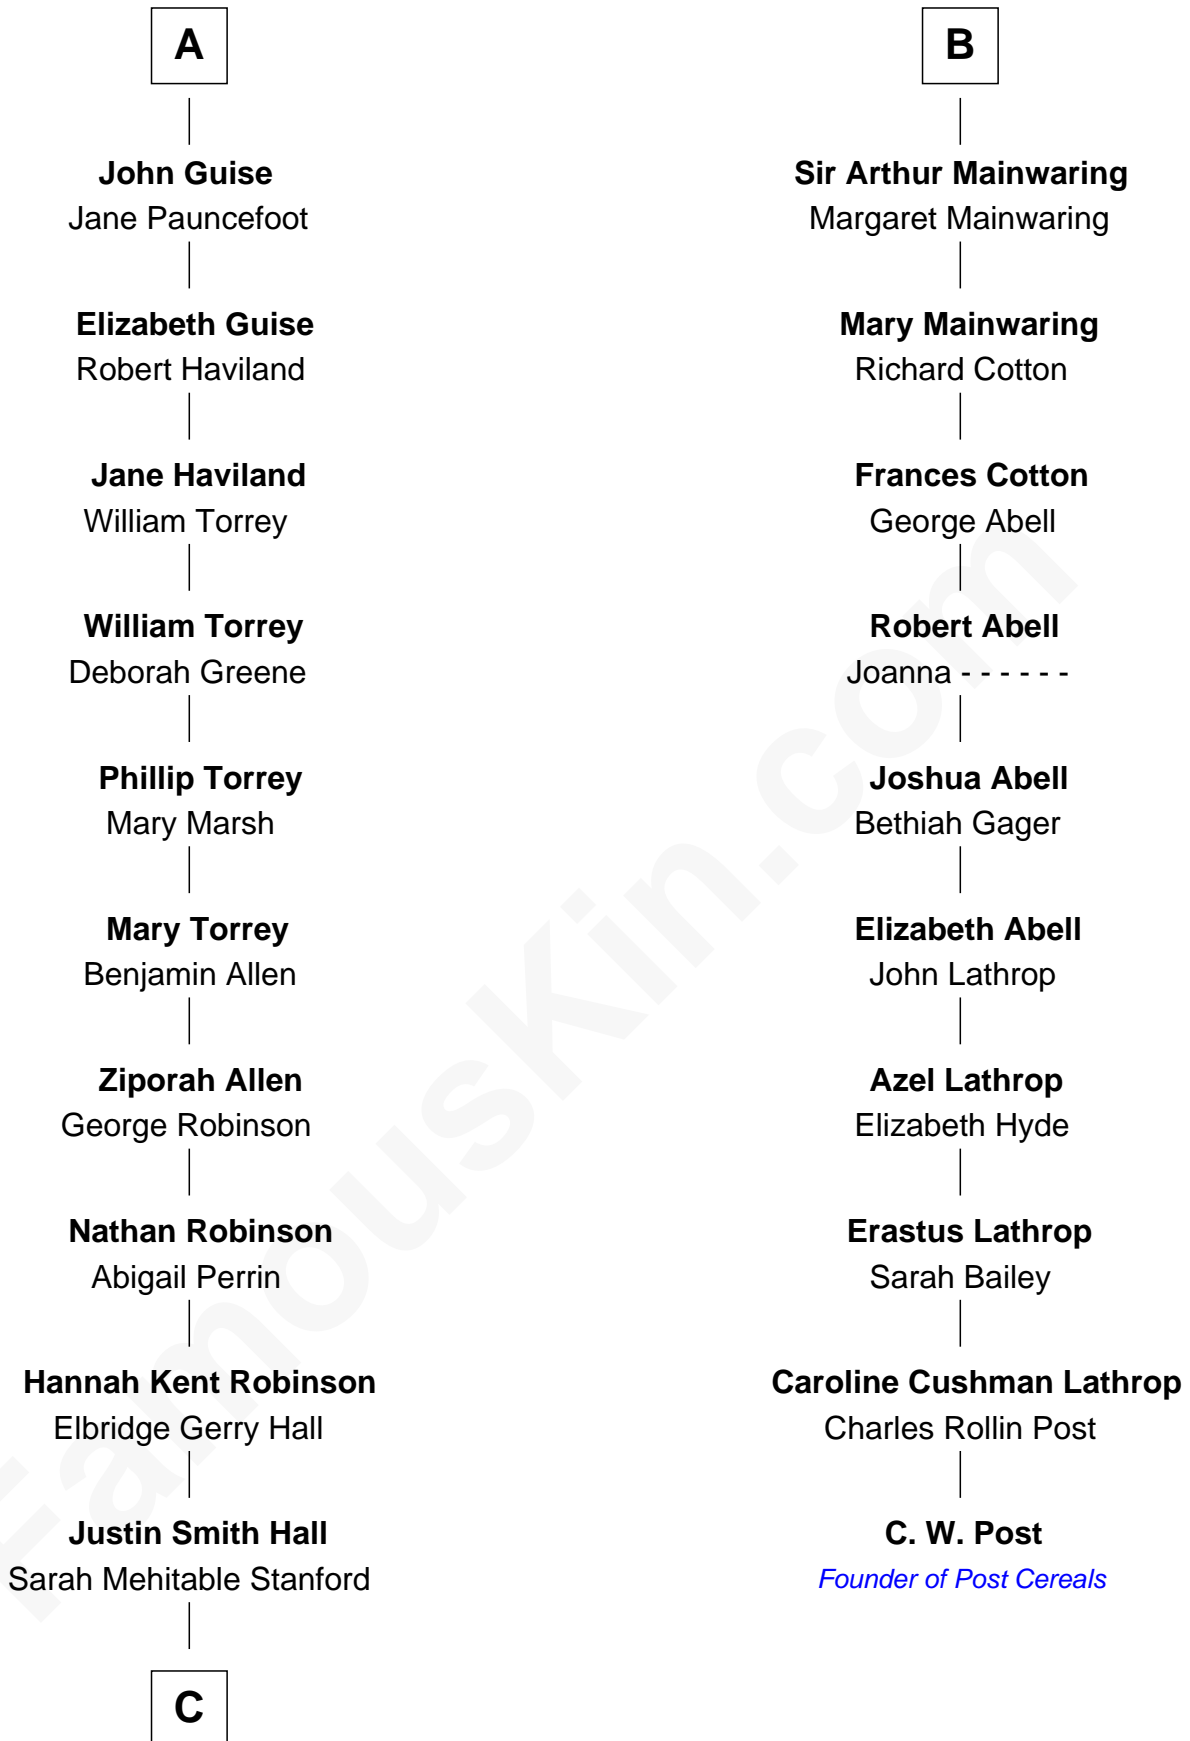 A
John Guise
Jane Pauncefoot
Elizabeth Guise
Robert Haviland
Jane Haviland
William Torrey
William Torrey
Deborah Greene
Phillip Torrey
Mary Marsh
Mary Torrey
Benjamin Allen
Ziporah Allen
George Robinson
Nathan Robinson
Abigail Perrin
Hannah Kent Robinson
Elbridge Gerry Hall
Justin Smith Hall
Sarah Mehitable Stanford
C
B
Sir Arthur Mainwaring
Margaret Mainwaring
Mary Mainwaring
Richard Cotton
Frances Cotton
George Abell
Robert Abell
Joanna - - - - - -
Joshua Abell
Bethiah Gager
Elizabeth Abell
John Lathrop
Azel Lathrop
Elizabeth Hyde
Erastus Lathrop
Sarah Bailey
Caroline Cushman Lathrop
Charles Rollin Post
C. W. Post
Founder of Post Cereals
FamousKin.com